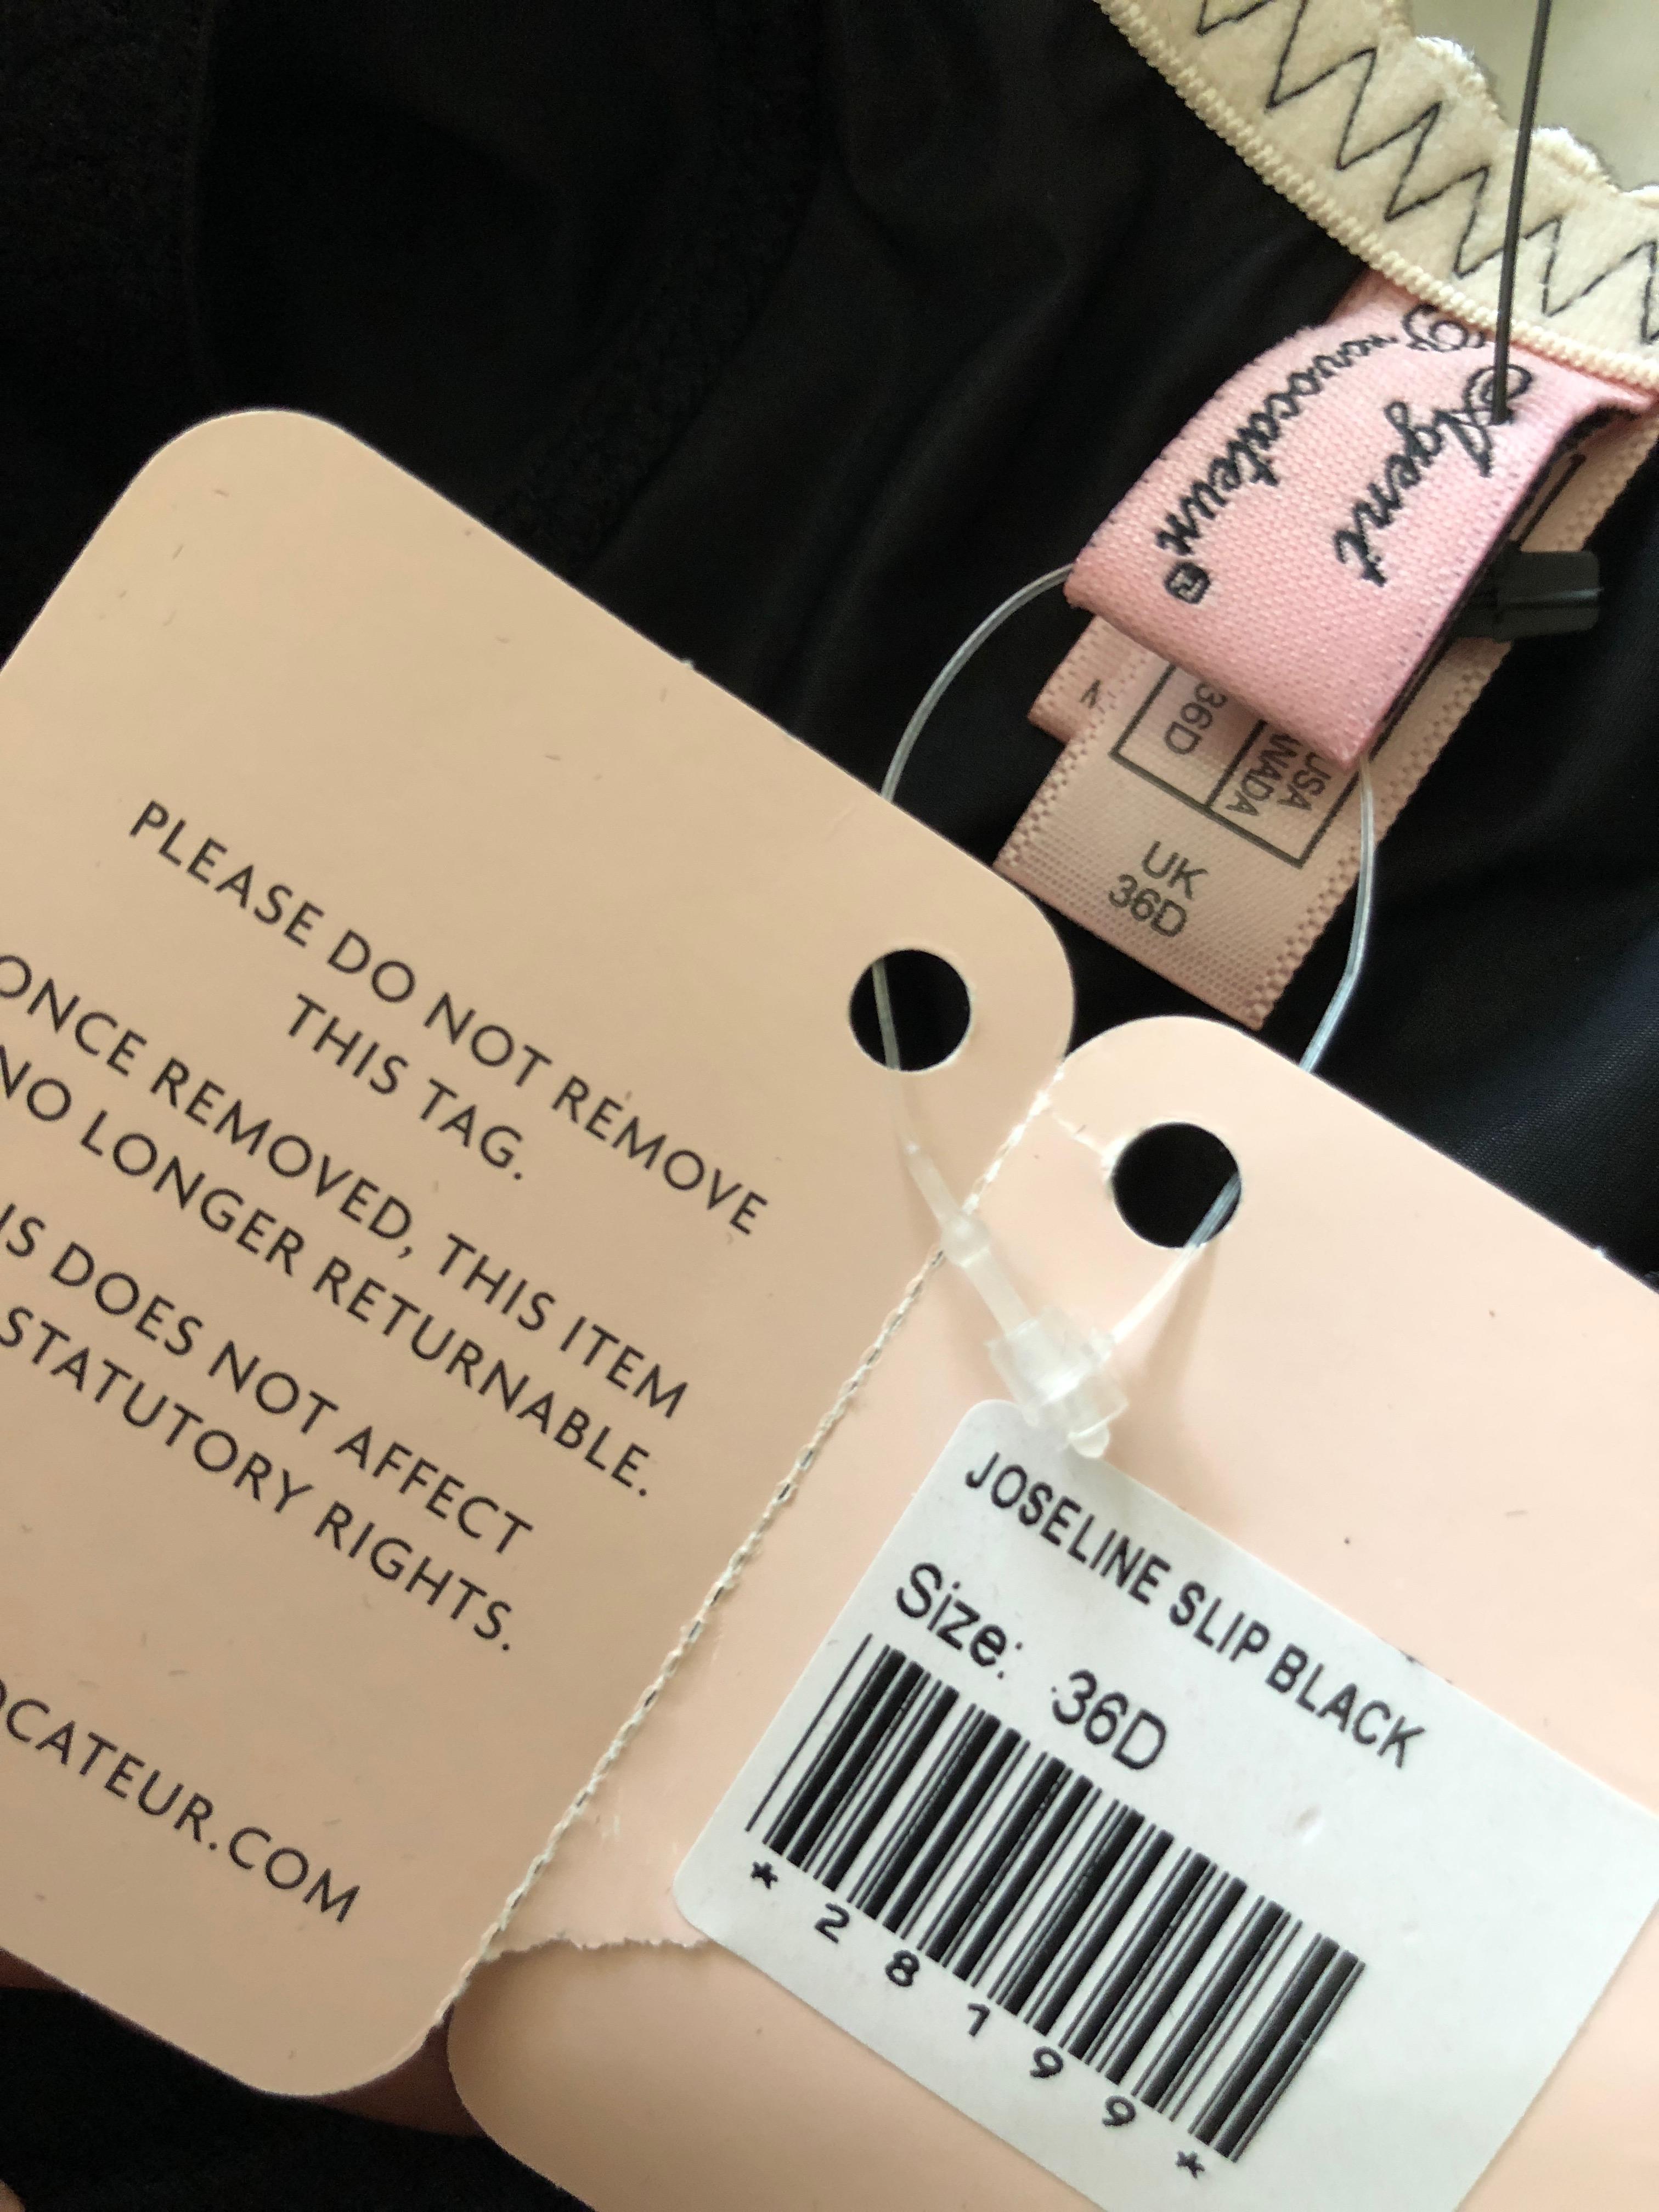 Agent
Provocateur®
USA
36D
UK
36D
PLEASE DO NOT REMOVE
THIS TAG.
ONCE REMOVED, THIS ITEM
NO LONGER RETURNABLE.
DOES NOT AFFECT
STATUTORY RIGHTS.
OCATEUR.COM
JOSELINE SLIP BLACK
Size: 36D
*28199*